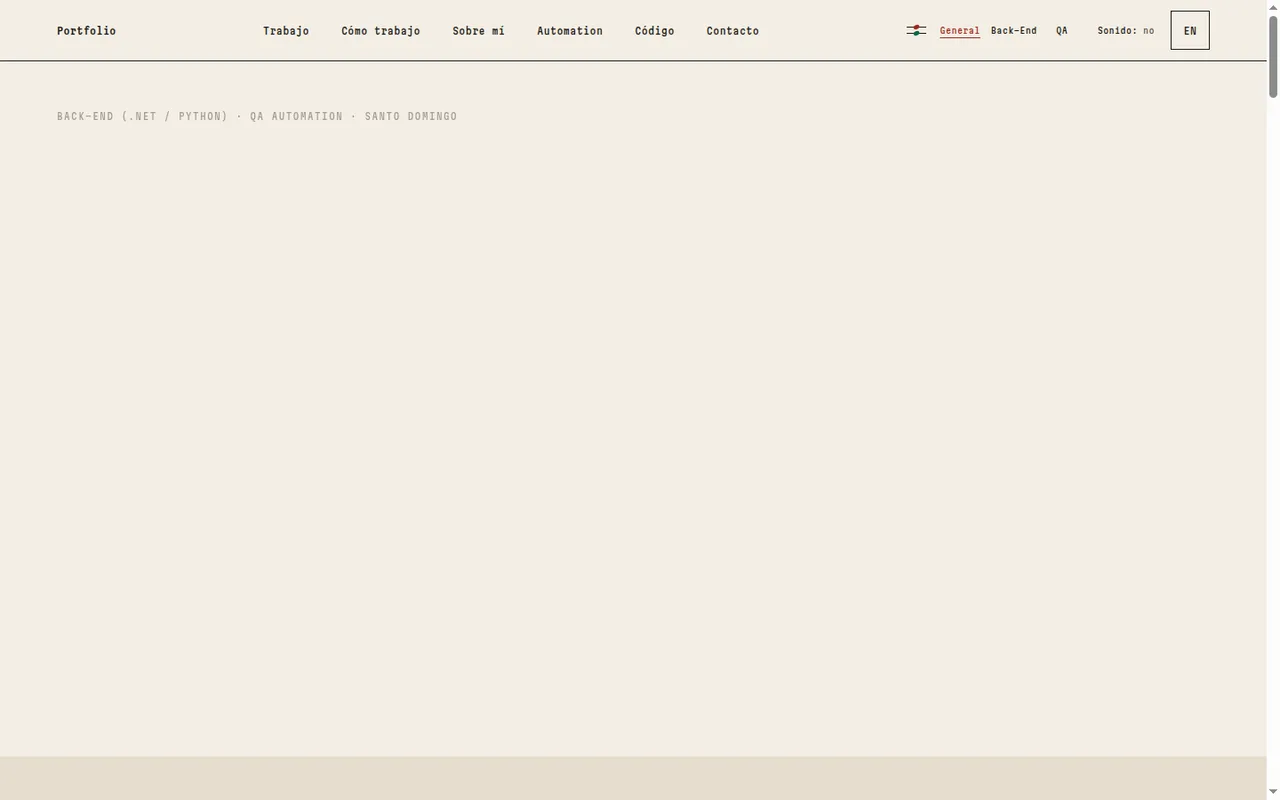 Portfolio Trabajo Cómo trabajo Sobre mí Automation Código Contacto General Back-End QA Sonido: no EN
BACK-END (.NET / PYTHON) · QA AUTOMATION · SANTO DOMINGO